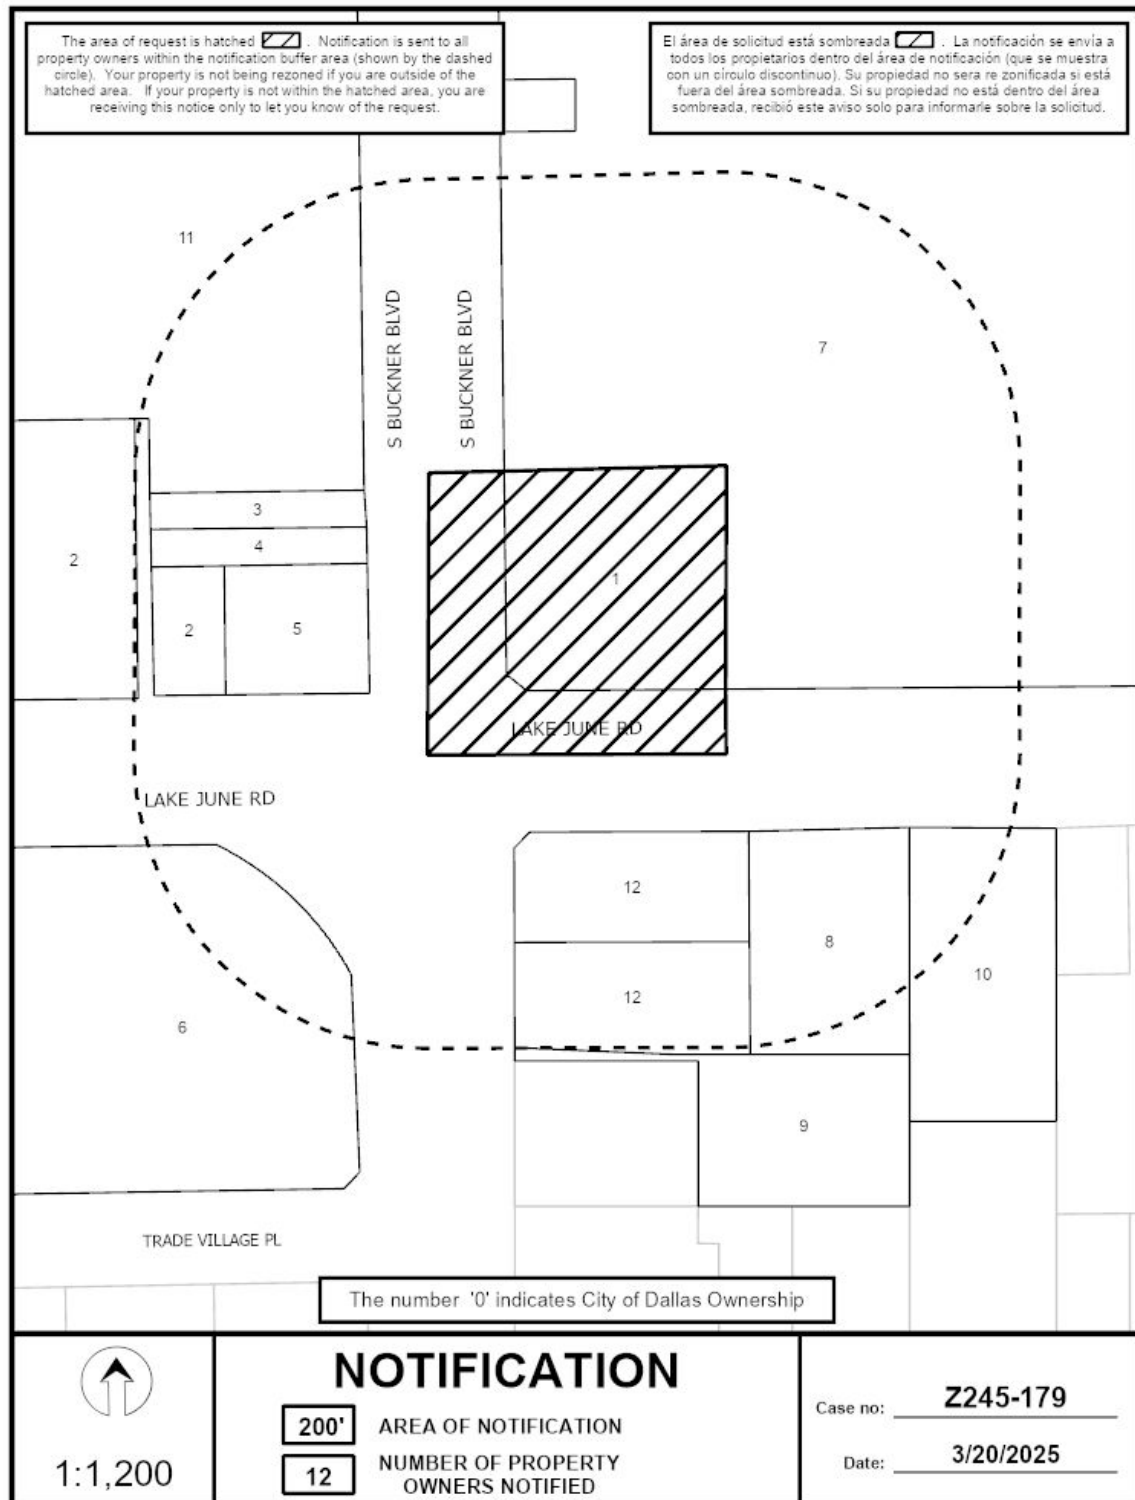 The area of request is hatched . Notification is sent to all
property owners within the notification buffer area (shown by the dashed
circle). Your property is not being rezoned if you are outside of the
hatched area. If your property is not within the hatched area, you are
receiving this notice only to let you know of the request.
El área de solicitud está sombreada . La notificación se envía a
todos los propietarios dentro del área de notificación (que se muestra
con un círculo discontinuo). Su propiedad no sera re zonificada si está
fuera del área sombreada. Si su propiedad no está dentro del área
sombreada, recibió este aviso solo para informarle sobre la solicitud.
11
S BUCKNER BLVD
S BUCKNER BLVD
7
3
4
2
2
5
1
LAKE JUNE RD
LAKE JUNE RD
12
8
12
10
6
9
TRADE VILLAGE PL
The number '0' indicates City of Dallas Ownership
1:1,200
NOTIFICATION
200' AREA OF NOTIFICATION
12 NUMBER OF PROPERTY
OWNERS NOTIFIED
Case no: Z245-179
Date: 3/20/2025